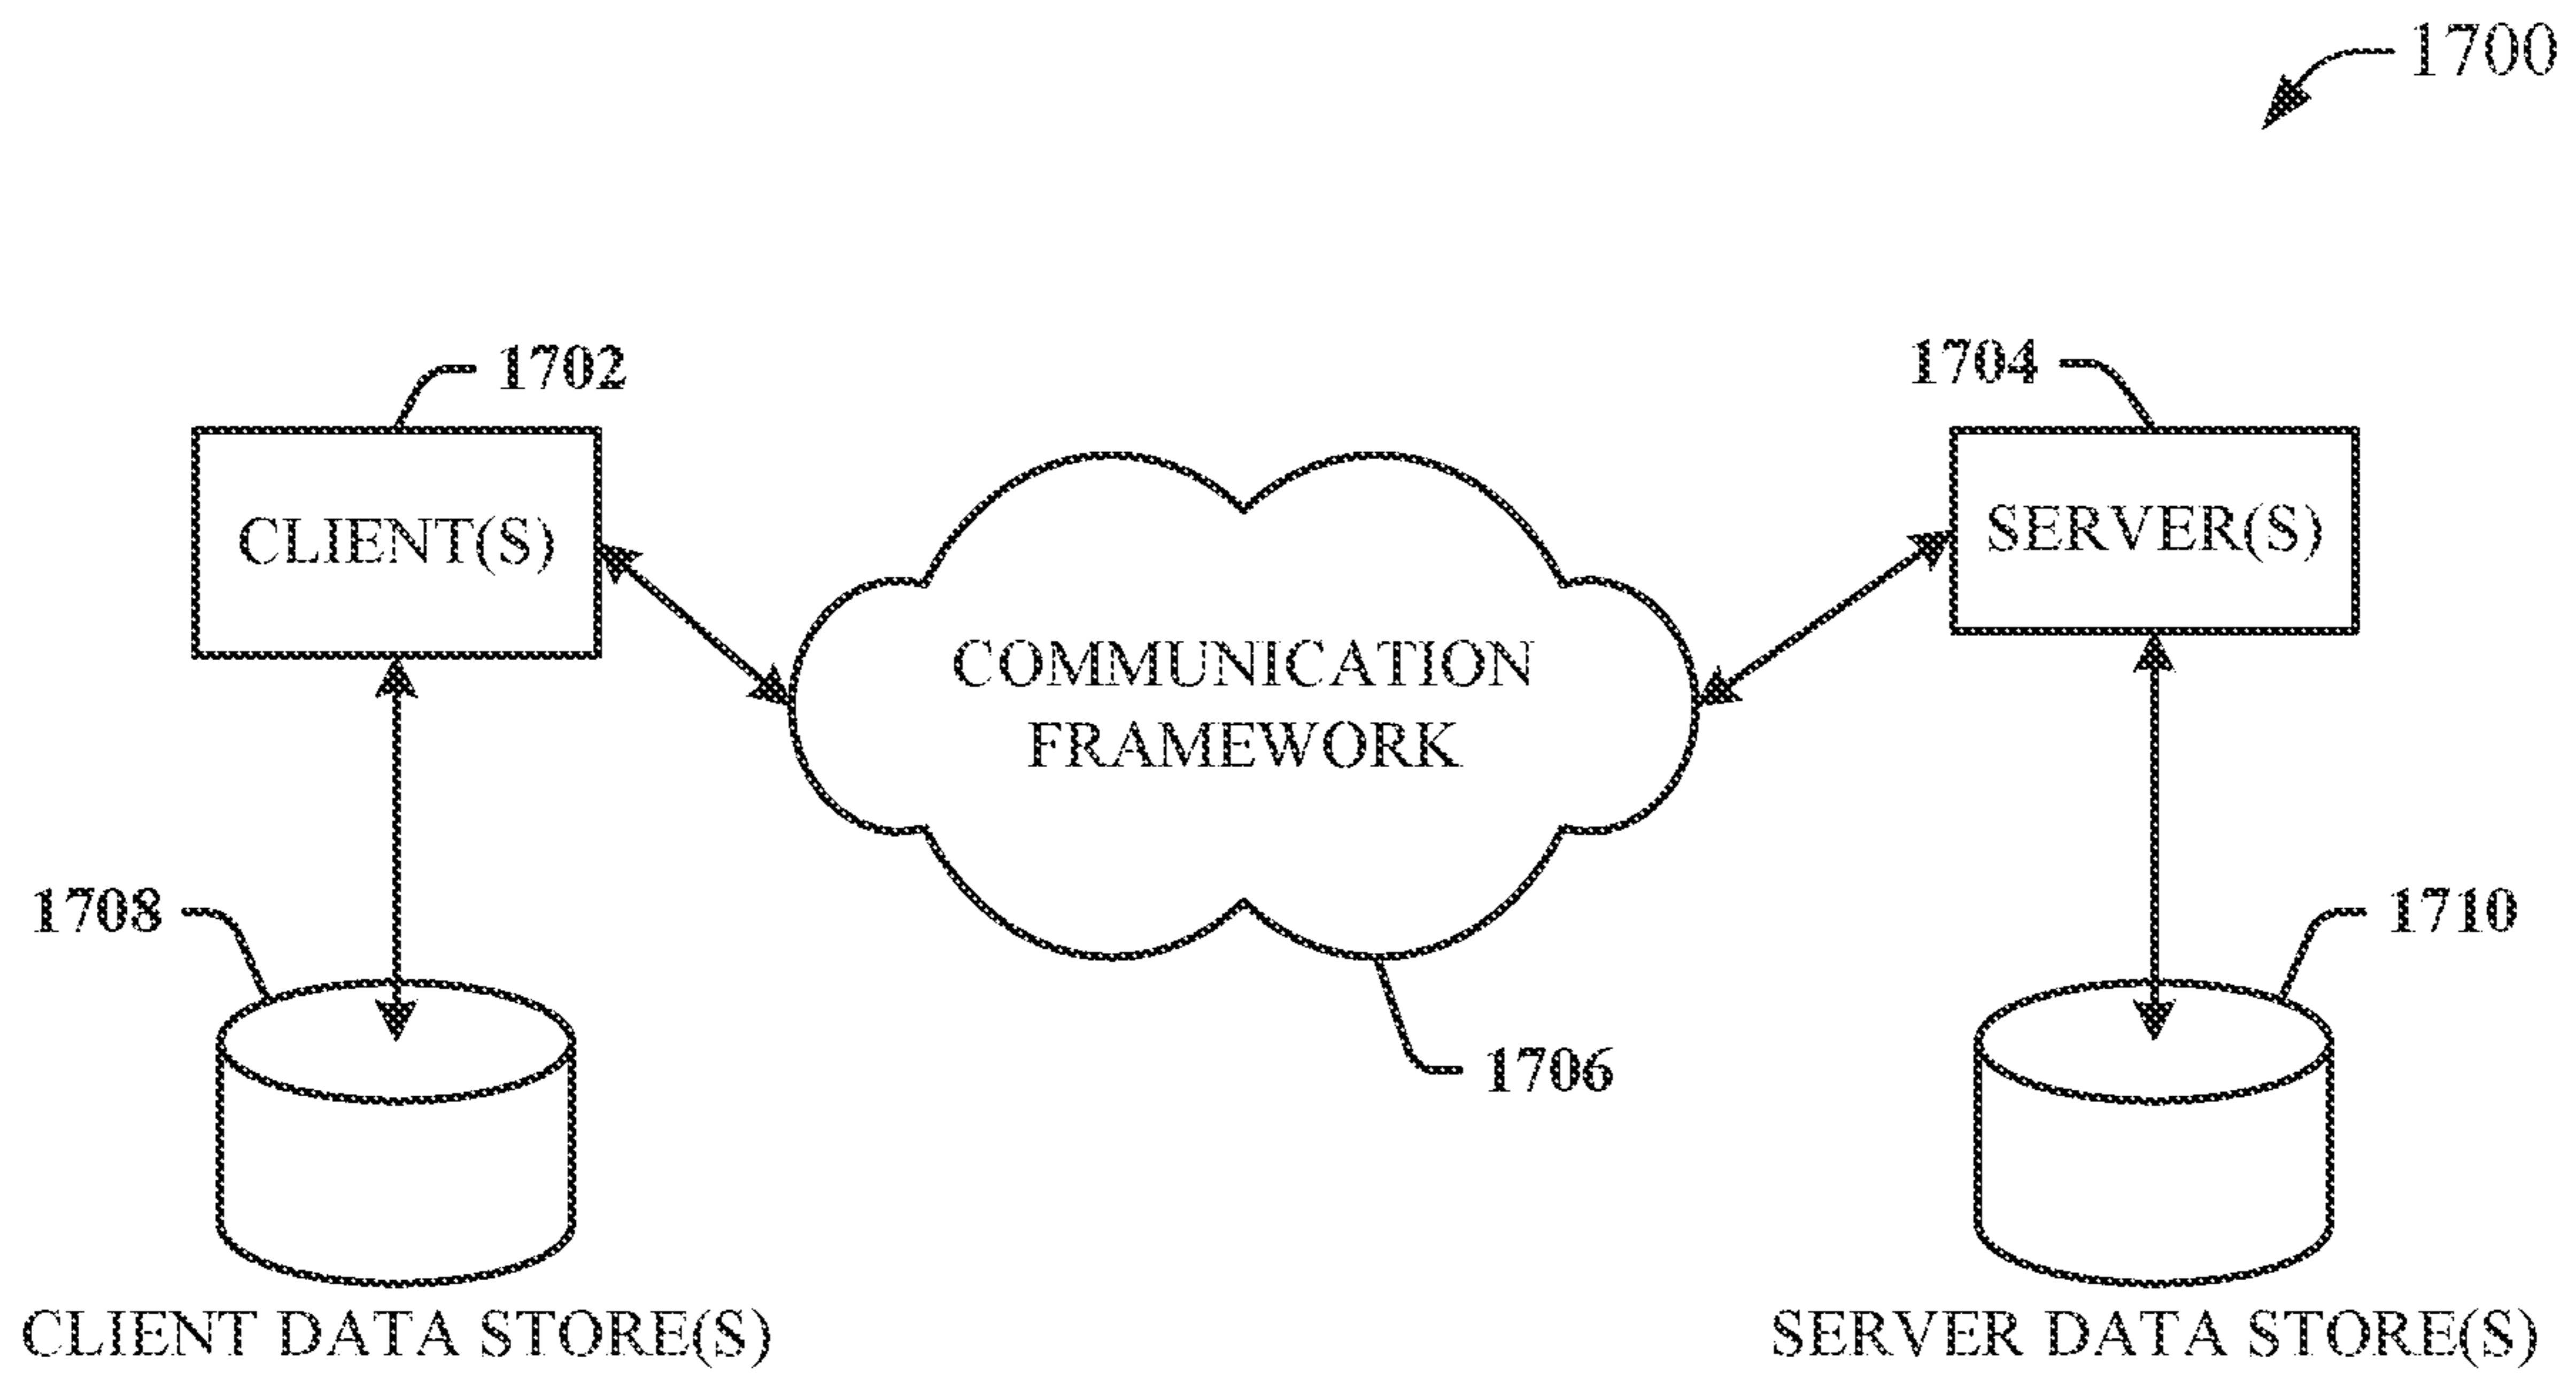 1700
1702
1704
CLIENT(S)
SERVER(S)
COMMUNICATION
FRAMEWORK
1708
1710
1706
CLIENT DATA STORE(S)
SERVER DATA STORE(S)